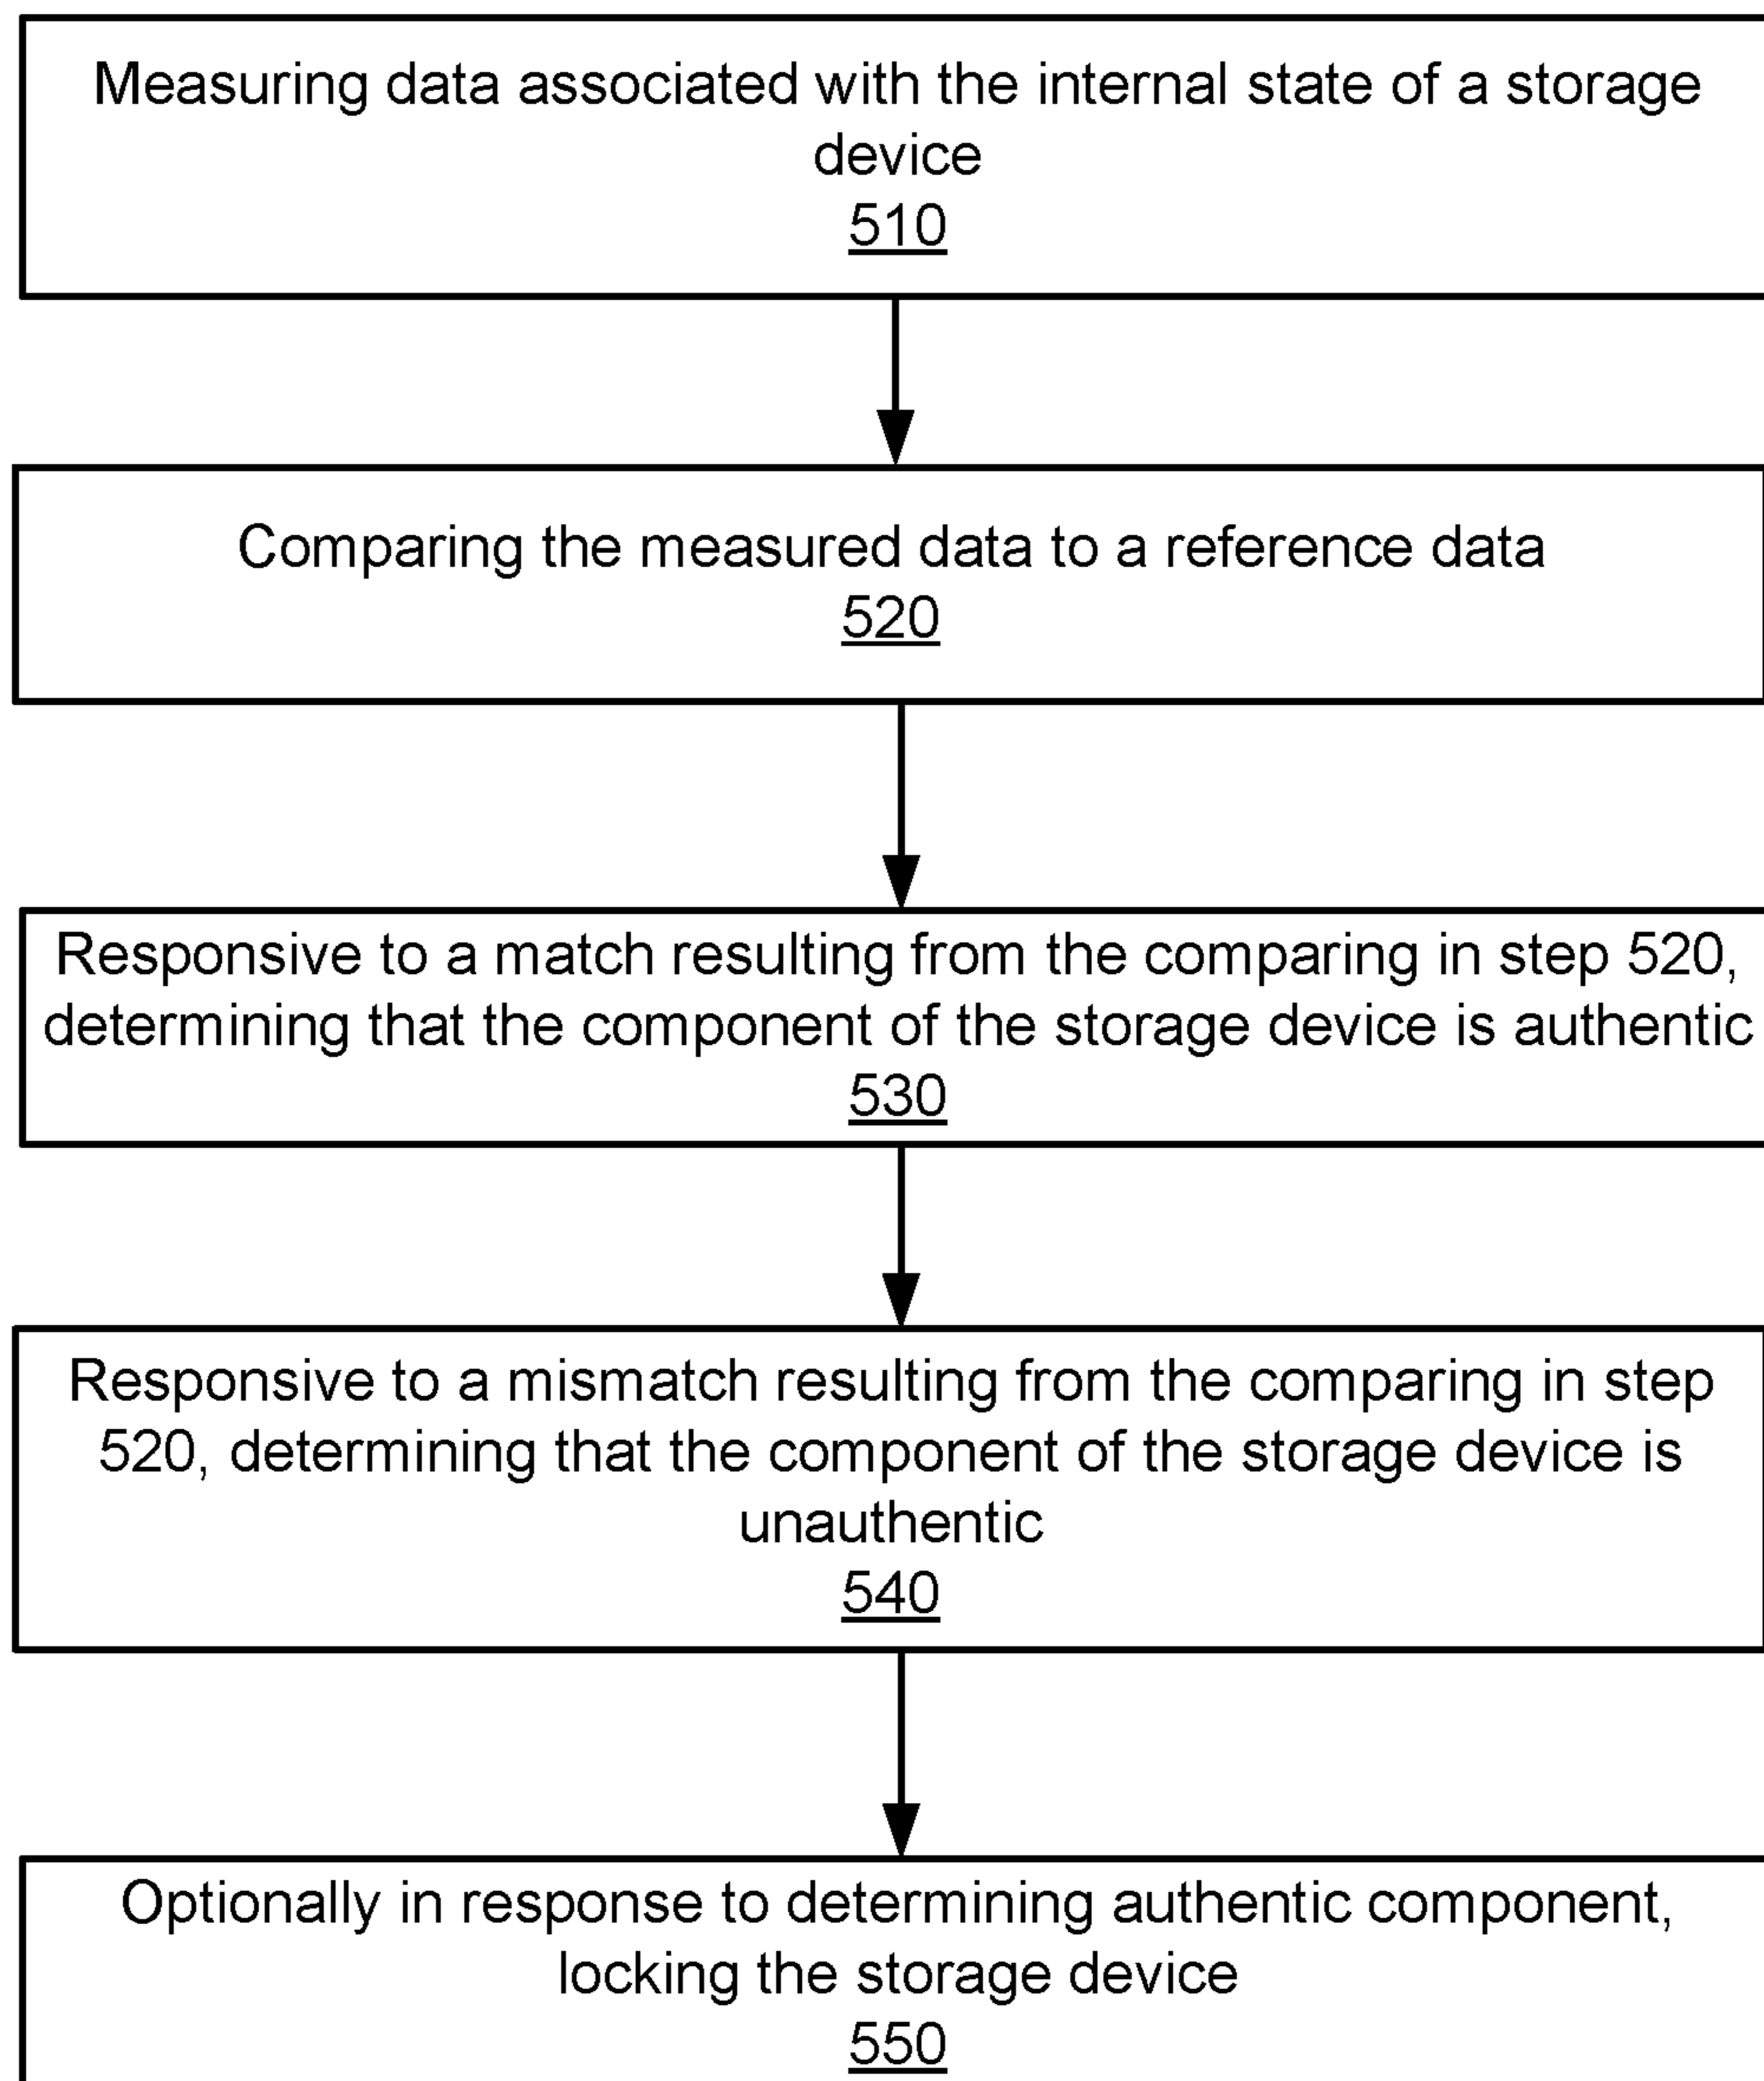 Measuring data associated with the internal state of a storage
device
510
Comparing the measured data to a reference data
520
Responsive to a match resulting from the comparing in step 520,
determining that the component of the storage device is authentic
530
Responsive to a mismatch resulting from the comparing in step
520, determining that the component of the storage device is
unauthentic
540
Optionally in response to determining authentic component,
locking the storage device
550